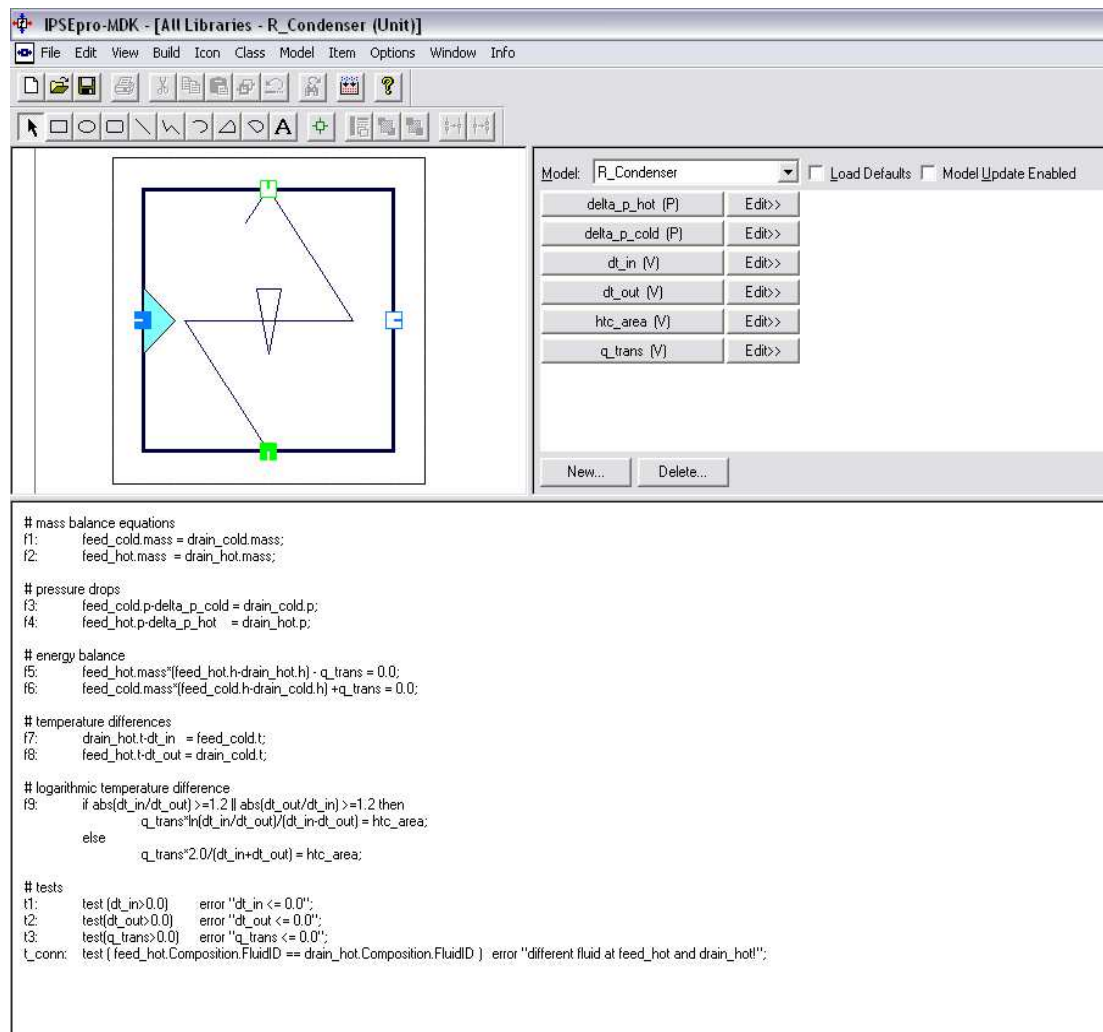 IPSEpro-MDK - [All Libraries - R_Condenser (Unit)]
File Edit View Build Icon Class Model Item Options Window Info
A
Model: R_Condenser Load Defaults Model Update Enabled
delta_p_hot (P) Edit>>
delta_p_cold (P) Edit>>
dt_in (V) Edit>>
dt_out (V) Edit>>
htc_area (V) Edit>>
q_trans (V) Edit>>
New... Delete...
# mass balance equations
f1: feed_cold.mass = drain_cold.mass;
f2: feed_hot.mass = drain_hot.mass;
# pressure drops
f3: feed_cold.p-delta_p_cold = drain_cold.p;
f4: feed_hot.p-delta_p_hot = drain_hot.p;
# energy balance
f5: feed_hot.mass*(feed_hot.h-drain_hot.h) - q_trans = 0.0;
f6: feed_cold.mass*(feed_cold.h-drain_cold.h) +q_trans = 0.0;
# temperature differences
f7: drain_hot.t-dt_in = feed_cold.t;
f8: feed_hot.t-dt_out = drain_cold.t;
# logarithmic temperature difference
f9: if abs(dt_in/dt_out) >=1.2 || abs(dt_out/dt_in) >=1.2 then
q_trans*ln(dt_in/dt_out)/(dt_in-dt_out) = htc_area;
else
q_trans*2.0/(dt_in+dt_out) = htc_area;
# tests
t1: test (dt_in>0.0) error "dt_in <= 0.0";
t2: test(dt_out>0.0) error "dt_out <= 0.0";
t3: test(q_trans>0.0) error "q_trans <= 0.0";
t_conn: test ( feed_hot.Composition.FluidID == drain_hot.Composition.FluidID ) error "different fluid at feed_hot and drain_hot!";